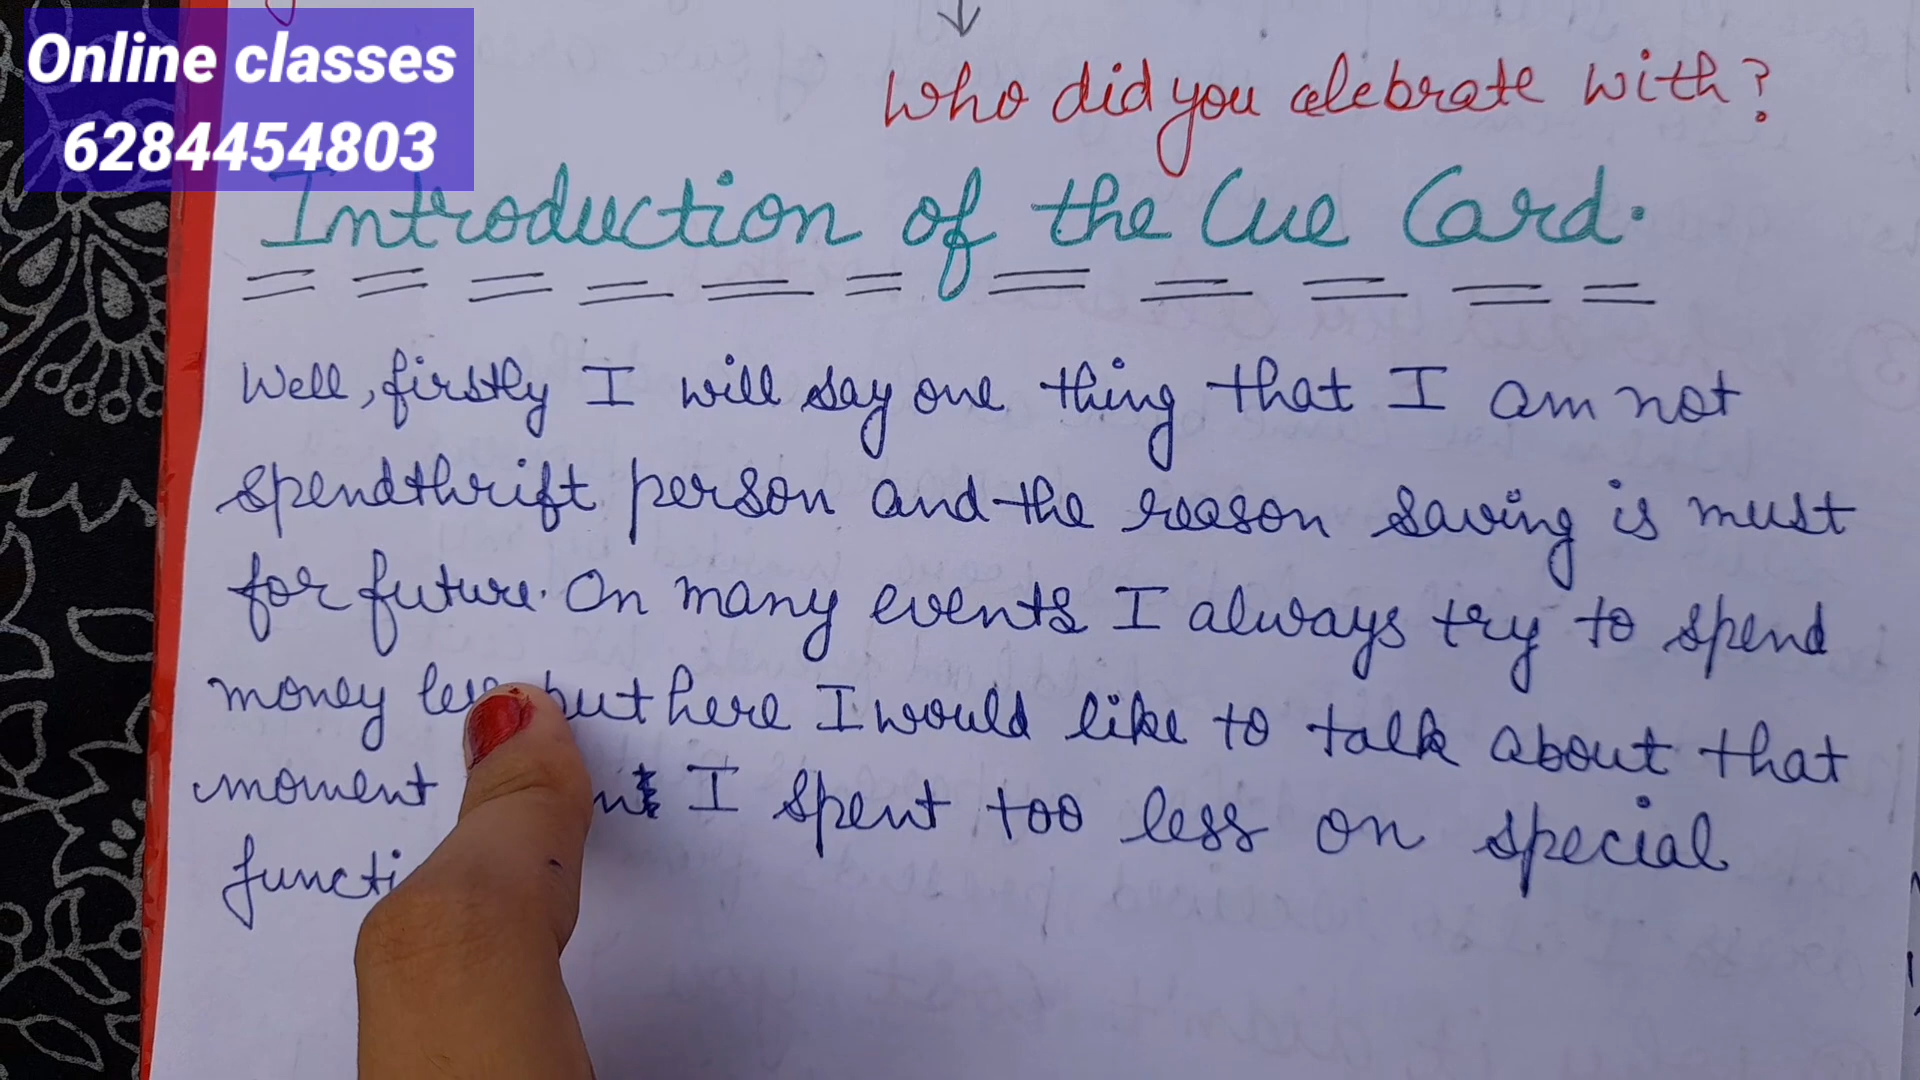 Online classes
6284454803
Who did you celebrate with?
Introduction of the Cue Card.
Well, firstly I will say one thing that I am not
spendthrift person and the reason saving is must
for future. On many events I always try to spend
money but here I would like to talk about that
moment I spent too less on special